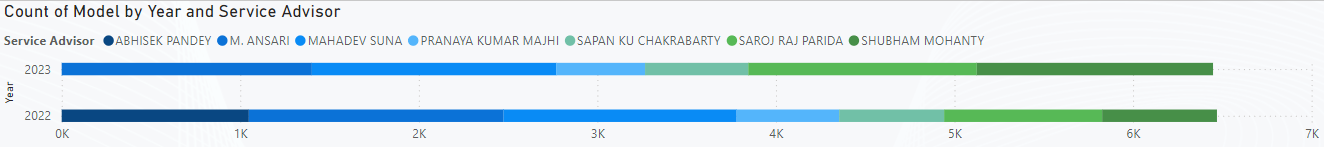 Count of Model by Year and Service Advisor
Service Advisor ABHISEK PANDEY M. ANSARI MAHADEV SUNA PRANAYA KUMAR MAJHI SAPAN KU CHAKRABARTY SAROJ RAJ PARIDA SHUBHAM MOHANTY
Year
2023
2022
0K 1K 2K 3K 4K 5K 6K 7K